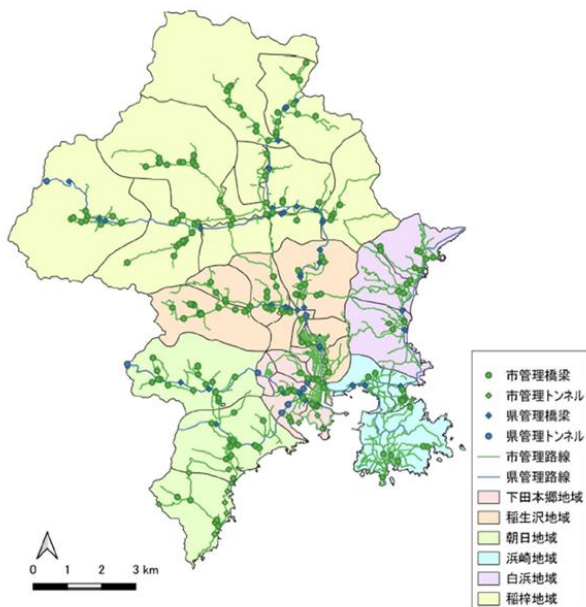 市管理橋梁
市管理トンネル
県管理橋梁
県管理トンネル
市管理路線
県管理路線
下田本郷地域
稲生沢地域
朝日地域
浜崎地域
白浜地域
稲梓地域
0 1 2 3 km